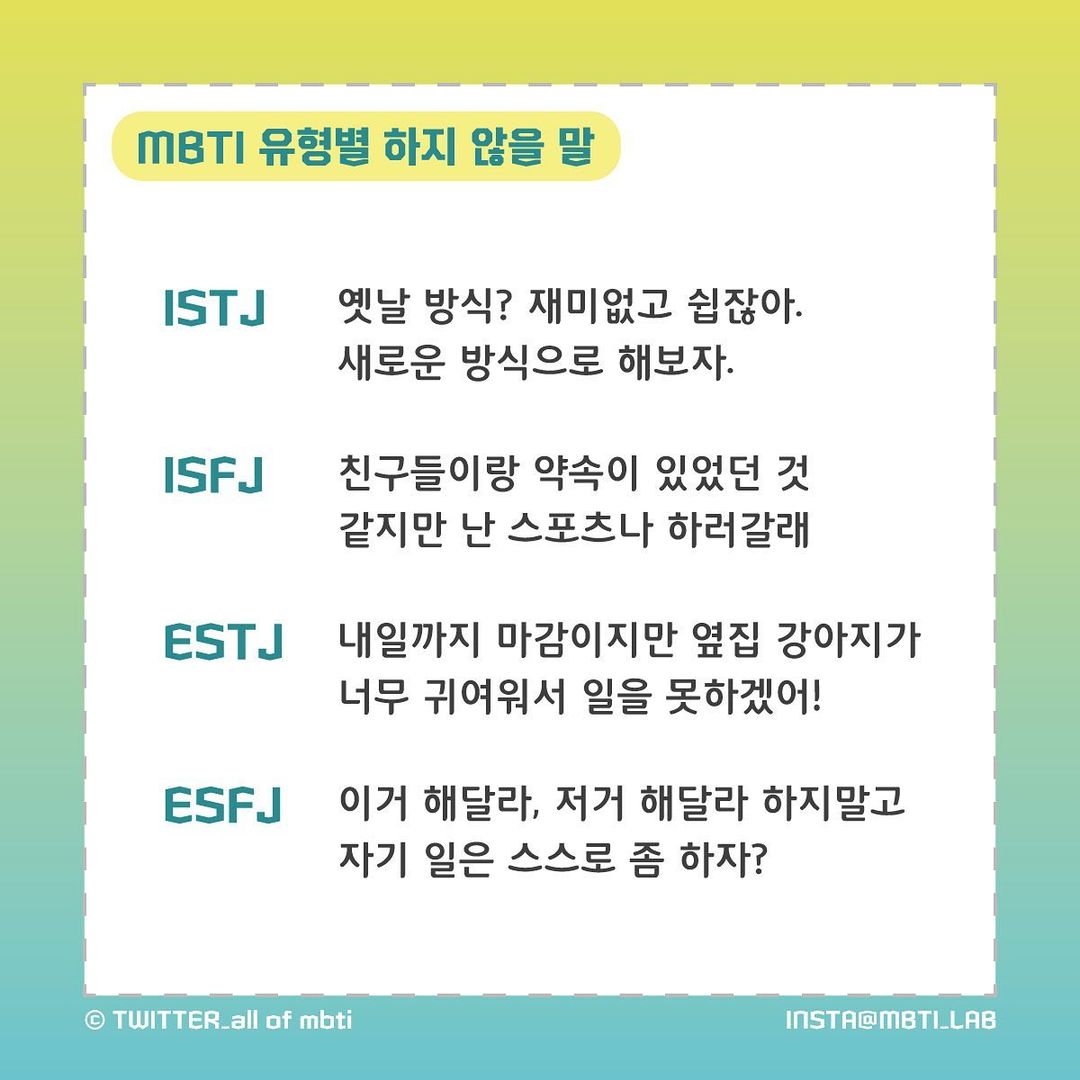 MBTI 유형별 하지 않을 말
ISTJ 옛날 방식? 재미없고 쉽잖아.
새로운 방식으로 해보자.
ISFJ 친구들이랑 약속이 있었던 것
같지만 난 스포츠나 하러갈래
ESTJ 내일까지 마감이지만 옆집 강아지가
너무 귀여워서 일을 못하겠어!
ESFJ 이거 해달라, 저거 해달라 하지말고
자기 일은 스스로 좀 하자?
© TWITTER_all of mbti
INSTA@MBTI_LAB